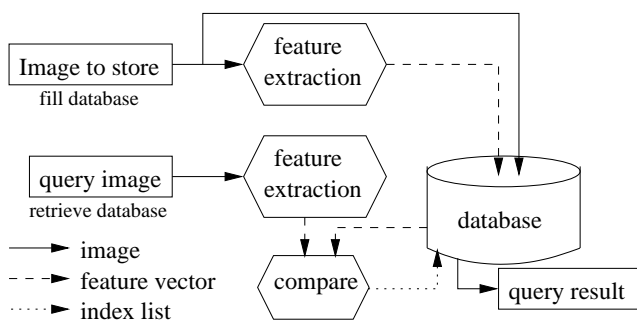 Image to store
fill database
feature
extraction
query image
retrieve database
feature
extraction
database
compare
query result
image
feature vector
index list